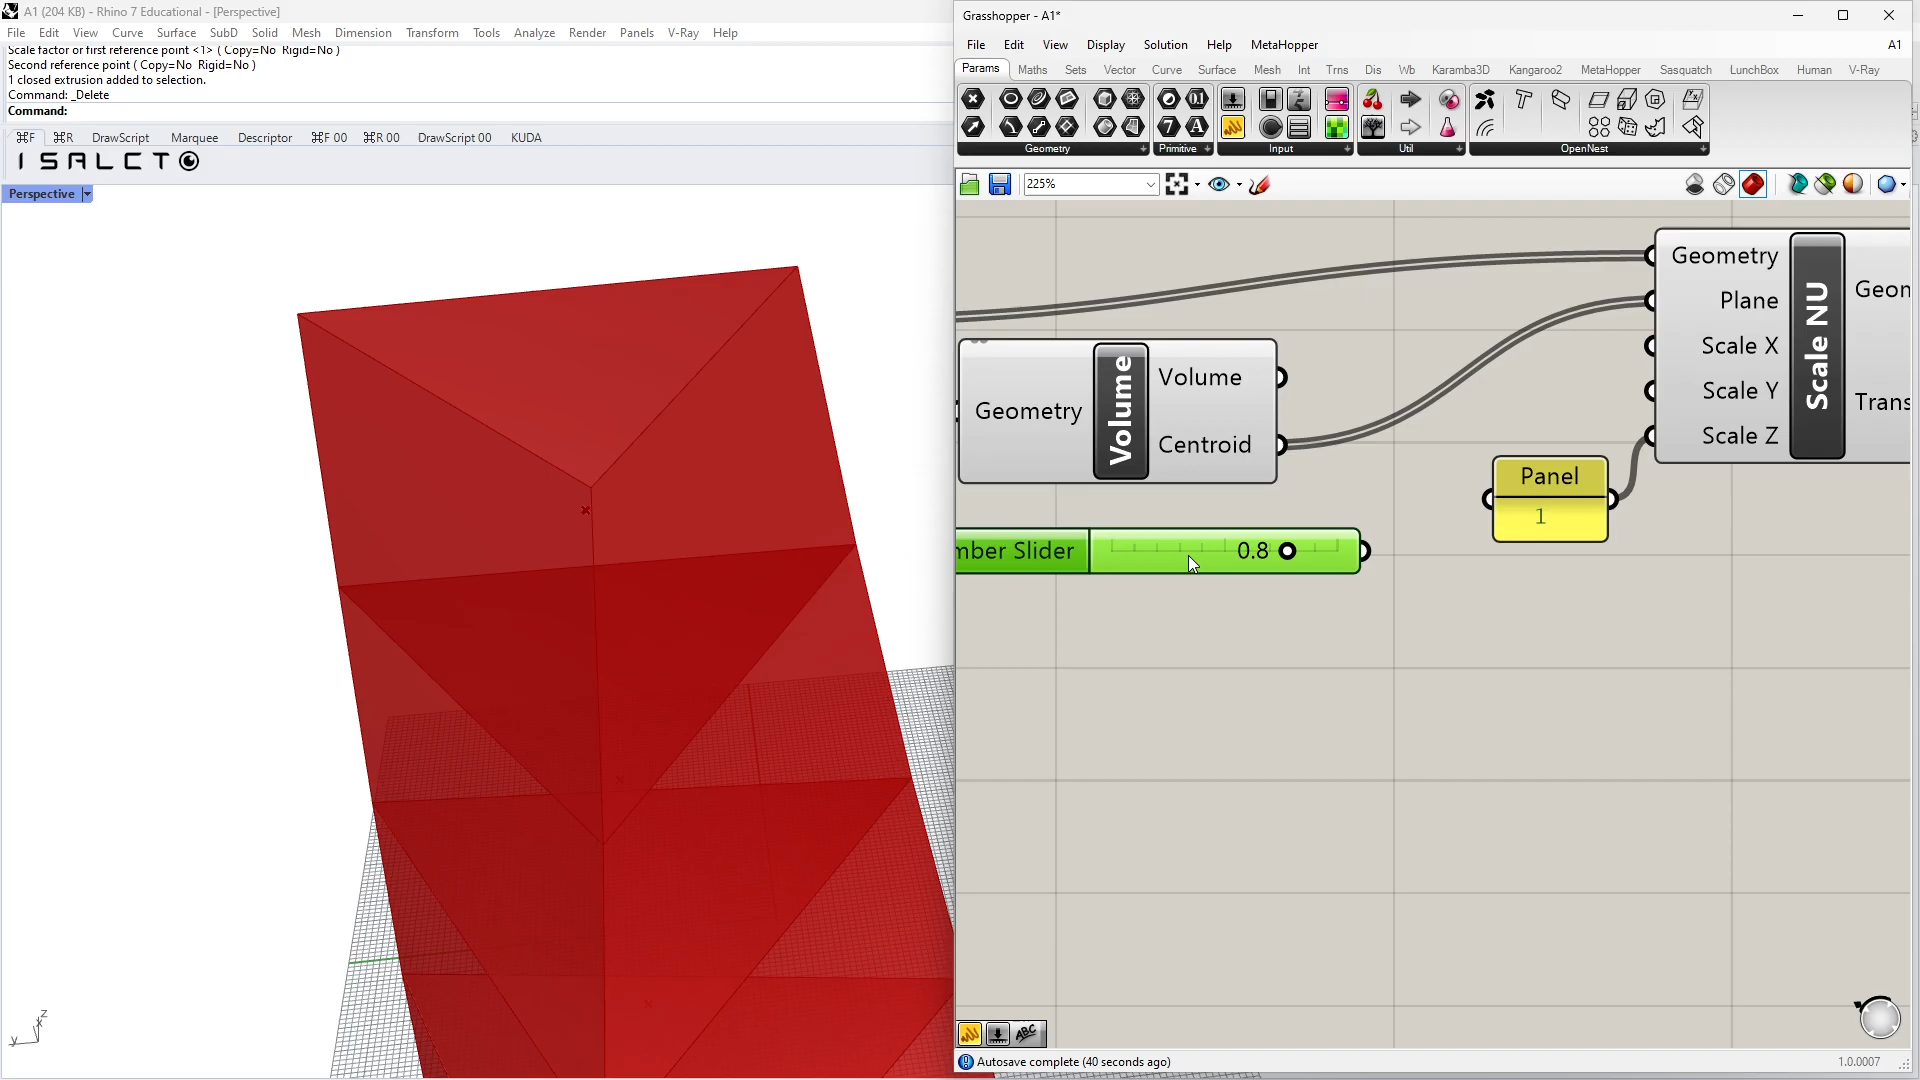 A1 (204 KB) - Rhino 7 Educational - [Perspective]
File Edit View Curve Surface SubD Solid Mesh Dimension Transform Tools Analyze Render Panels V-Ray Help
Scale factor or first reference point <1> ( Copy=No Rigid=No )
Second reference point ( Copy=No Rigid=No )
1 closed extrusion added to selection.
Command: _Delete
Command:
⌘F ⌘R DrawScript Marquee Descriptor ⌘F 00 ⌘R 00 DrawScript 00 KUDA
I S A L C T
Perspective
z
x
y
Grasshopper - A1*
File Edit View Display Solution Help MetaHopper A1
Params Maths Sets Vector Curve Surface Mesh Int Trns Dis Wb Karamba3D Kangaroo2 MetaHopper Sasquatch LunchBox Human V-Ray
Geometry Primitive Input Util OpenNest
225%
Geometry
Plane
Scale X
Scale Y
Scale Z
Scale NU
Geon
Trans
Geometry
Volume
Volume
Centroid
Panel
1
mber Slider 0.8
ABC
Autosave complete (40 seconds ago) 1.0.0007